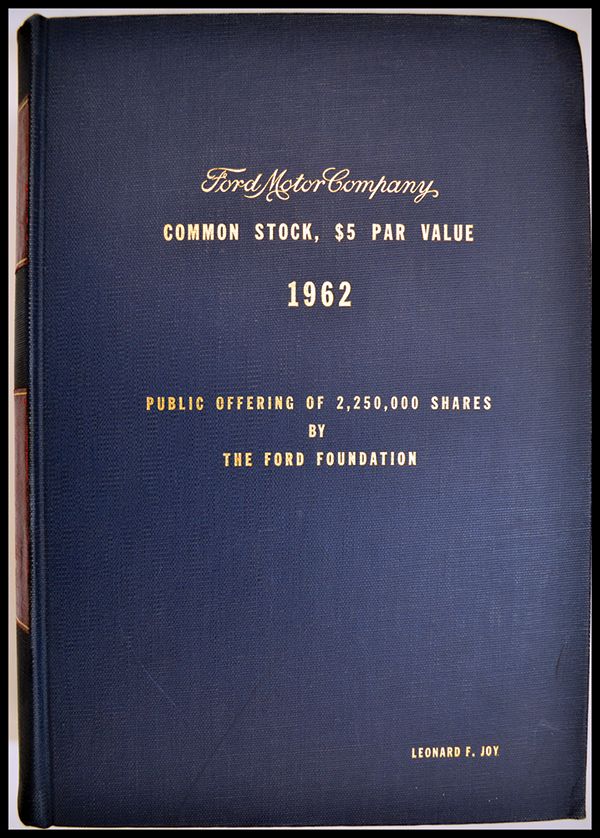 Ford Motor Company
COMMON STOCK, $5 PAR VALUE
1962
PUBLIC OFFERING OF 2,250,000 SHARES
BY
THE FORD FOUNDATION
LEONARD F. JOY